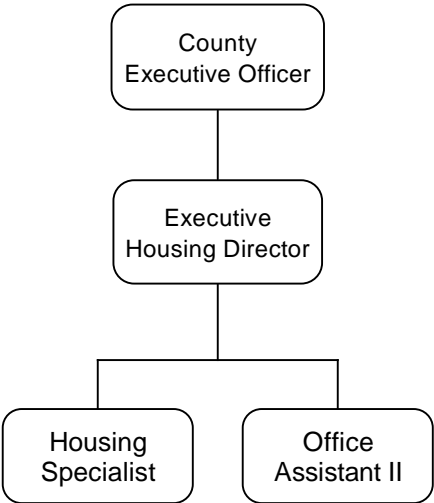 County
Executive Officer
Executive
Housing Director
Housing
Specialist
Office
Assistant II